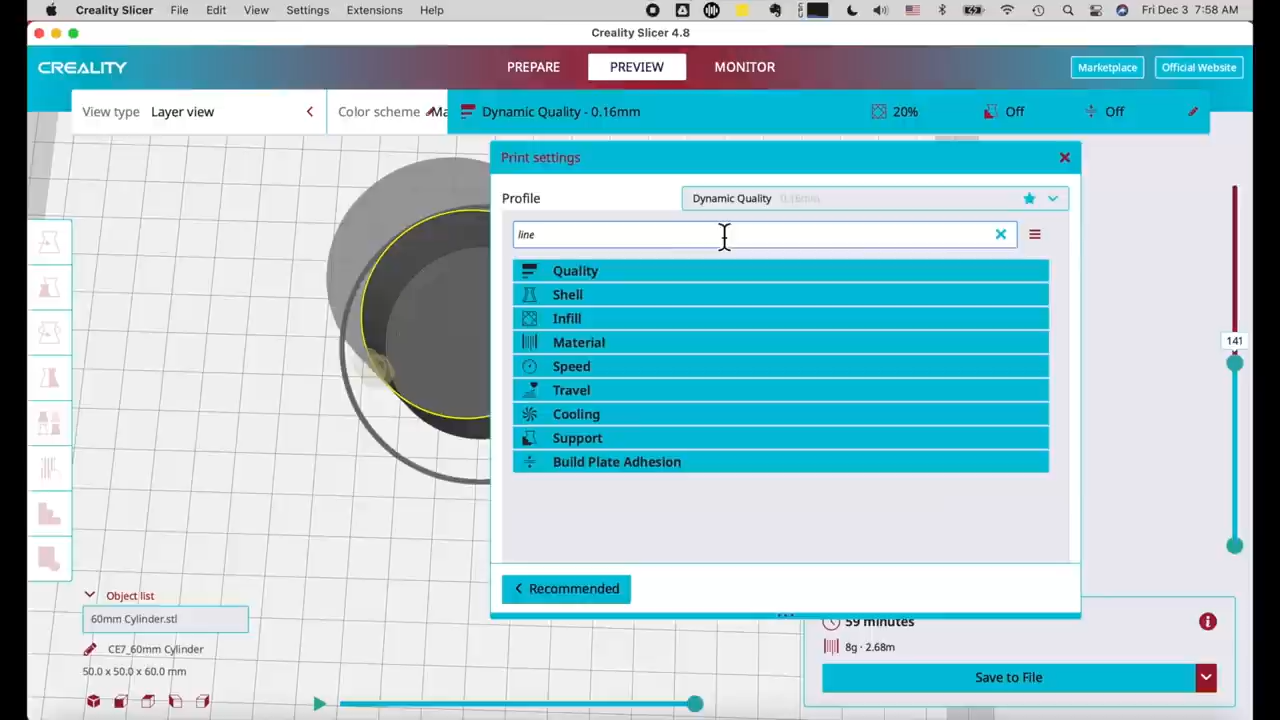 Creality Slicer File Edit View Settings Extensions Help Fri Dec 3 7:58 AM
Creality Slicer 4.8
CREALITY PREPARE PREVIEW MONITOR Marketplace Official Website
View type Layer view Color scheme Ma Dynamic Quality - 0.16mm 20% Off Off
Print settings
Profile Dynamic Quality 0.16mm
line
Quality
Shell
Infill
Material
Speed
Travel
Cooling
Support
Build Plate Adhesion
141
Recommended
Object list
60mm Cylinder.stl
CE7_60mm Cylinder
50.0 x 50.0 x 60.0 mm
59 minutes
8g · 2.68m
Save to File